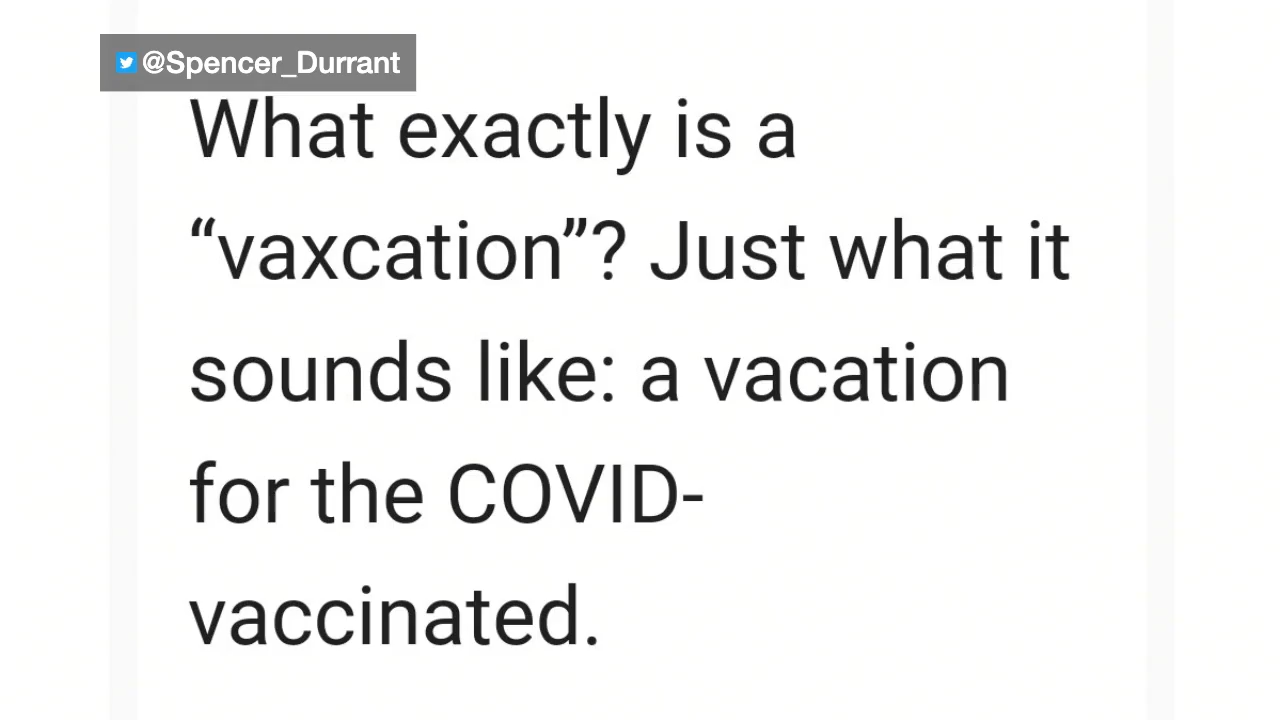 @Spencer_Durrant
What exactly is a
“vaxcation”? Just what it
sounds like: a vacation
for the COVID-
vaccinated.